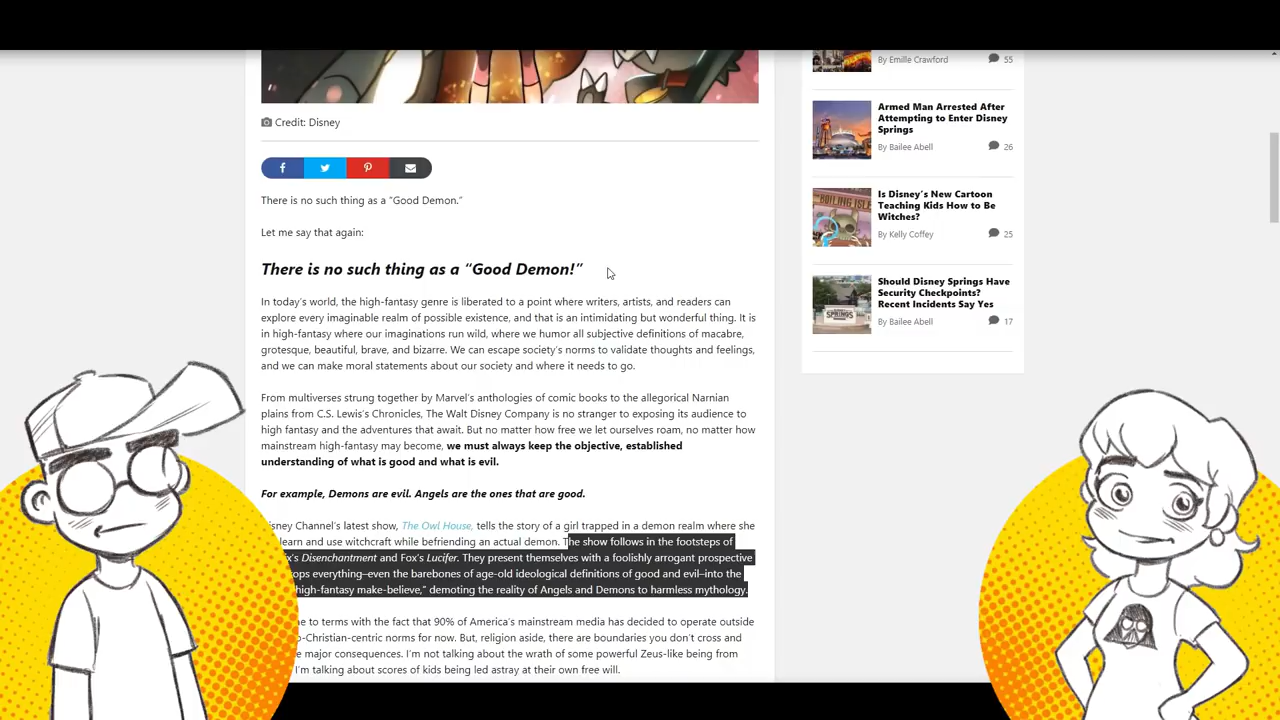 By Emille Crawford
55
Credit: Disney
Armed Man Arrested After
Attempting to Enter Disney
Springs
By Bailee Abell
26
There is no such thing as a “Good Demon.”
Let me say that again:
There is no such thing as a “Good Demon!”
Is Disney’s New Cartoon
Teaching Kids How to Be
Witches?
By Kelly Coffey
25
Should Disney Springs Have
Security Checkpoints?
Recent Incidents Say Yes
By Bailee Abell
17
In today’s world, the high-fantasy genre is liberated to a point where writers, artists, and readers can
explore every imaginable realm of possible existence, and that is an intimidating but wonderful thing. It is
in high-fantasy where our imaginations run wild, where we humor all subjective definitions of macabre,
grotesque, beautiful, brave, and bizarre. We can escape society’s norms to validate thoughts and feelings,
and we can make moral statements about our society and where it needs to go.
From multiverses strung together by Marvel’s anthologies of comic books to the allegorical Narnian
plains from C.S. Lewis’s Chronicles, The Walt Disney Company is no stranger to exposing its audience to
high fantasy and the adventures that await. But no matter how free we let ourselves roam, no matter how
mainstream high-fantasy may become, we must always keep the objective, established
understanding of what is good and what is evil.
For example, Demons are evil. Angels are the ones that are good.
isney Channel’s latest show, The Owl House, tells the story of a girl trapped in a demon realm where she
learn and use witchcraft while befriending an actual demon. The show follows in the footsteps of
x’s Disenchantment and Fox’s Lucifer. They present themselves with a foolishly arrogant prospective
ops everything–even the barebones of age-old ideological definitions of good and evil–into the
high-fantasy make-believe,” demoting the reality of Angels and Demons to harmless mythology.
e to terms with the fact that 90% of America’s mainstream media has decided to operate outside
o-Christian-centric norms for now. But, religion aside, there are boundaries you don’t cross and
e major consequences. I’m not talking about the wrath of some powerful Zeus-like being from
I’m talking about scores of kids being led astray at their own free will.